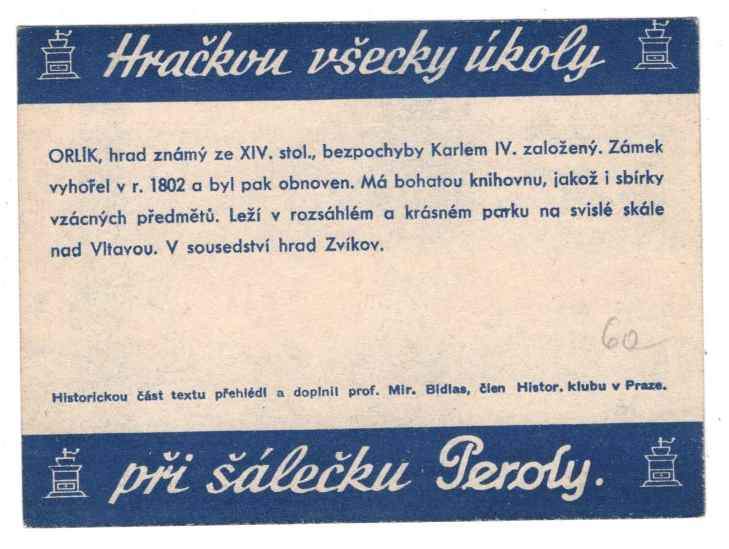 Hračkou všecky úkoly
ORLÍK, hrad známý ze XIV. stol., bezpochyby Karlem IV. založený. Zámek
vyhořel v r. 1802 a byl pak obnoven. Má bohatou knihovnu, jakož i sbírky
vzácných předmětů. Leží v rozsáhlém a krásném parku na svislé skále
nad Vltavou. V sousedství hrad Zvíkov.
60
Historickou část textu přehlédl a doplnil prof. Mir. Bidlas, člen Histor. klubu v Praze.
při šálečku Peroly.